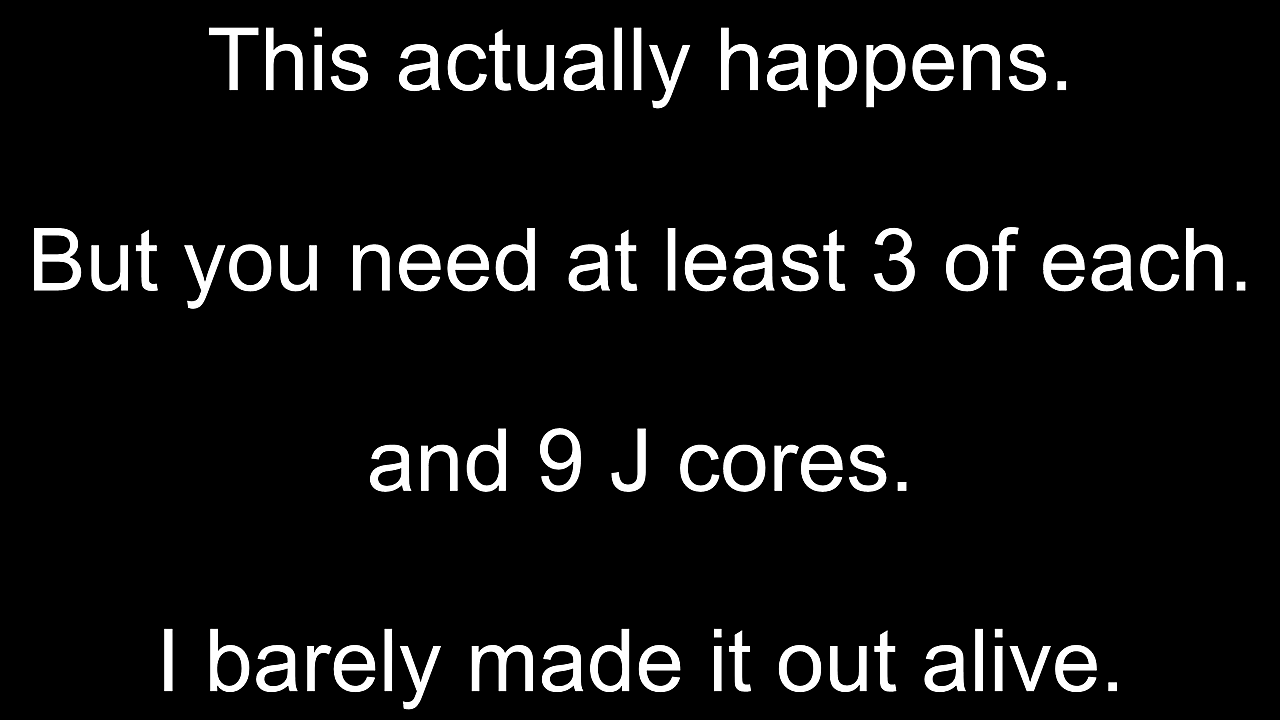 This actually happens.
But you need at least 3 of each.
and 9 J cores.
I barely made it out alive.